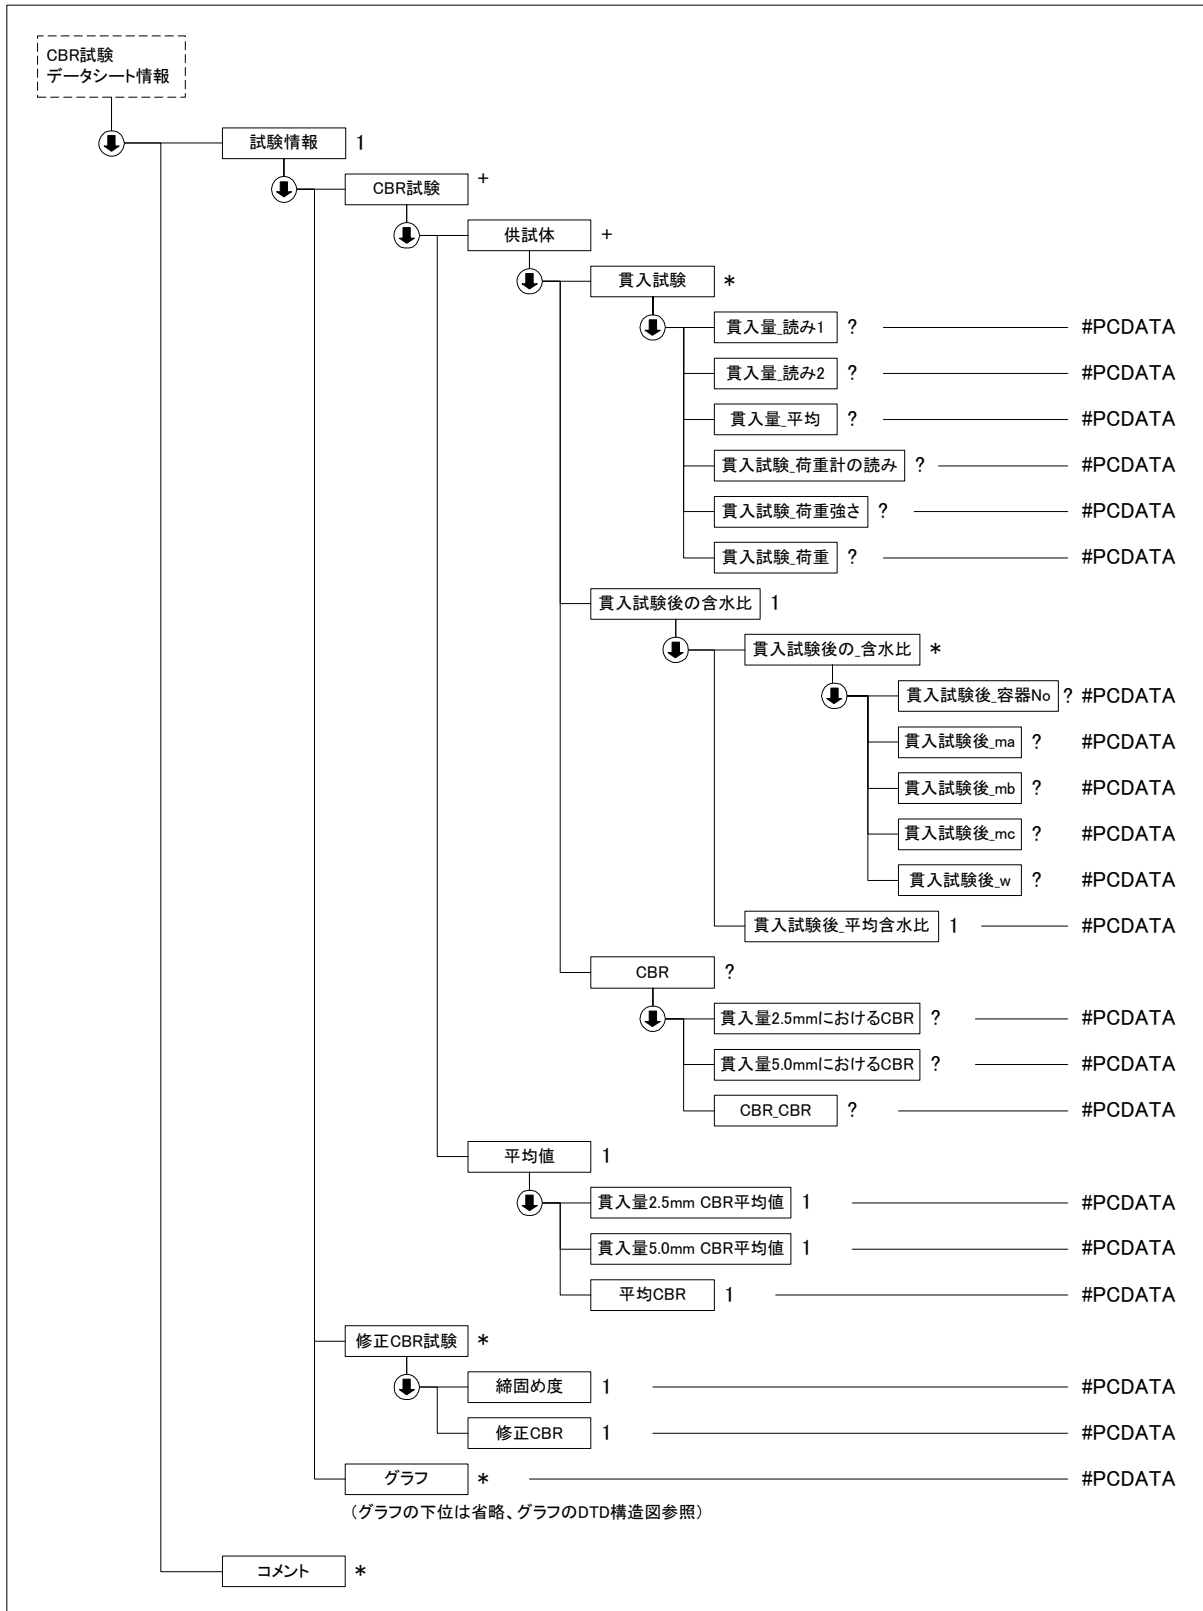 CBR試験
データシート情報
試験情報 1
CBR試験 +
供試体 +
貫入試験 *
貫入量_読み1 ? #PCDATA
貫入量_読み2 ? #PCDATA
貫入量_平均 ? #PCDATA
貫入試験_荷重計の読み ? #PCDATA
貫入試験_荷重強さ ? #PCDATA
貫入試験_荷重 ? #PCDATA
貫入試験後の含水比 1
貫入試験後の_含水比 *
貫入試験後_容器No ? #PCDATA
貫入試験後_ma ? #PCDATA
貫入試験後_mb ? #PCDATA
貫入試験後_mc ? #PCDATA
貫入試験後_w ? #PCDATA
貫入試験後_平均含水比 1 #PCDATA
CBR ?
貫入量2.5mmにおけるCBR ? #PCDATA
貫入量5.0mmにおけるCBR ? #PCDATA
CBR_CBR ? #PCDATA
平均値 1
貫入量2.5mm CBR平均値 1 #PCDATA
貫入量5.0mm CBR平均値 1 #PCDATA
平均CBR 1 #PCDATA
修正CBR試験 *
締固め度 1 #PCDATA
修正CBR 1 #PCDATA
グラフ * #PCDATA
(グラフの下位は省略、グラフのDTD構造図参照)
コメント *